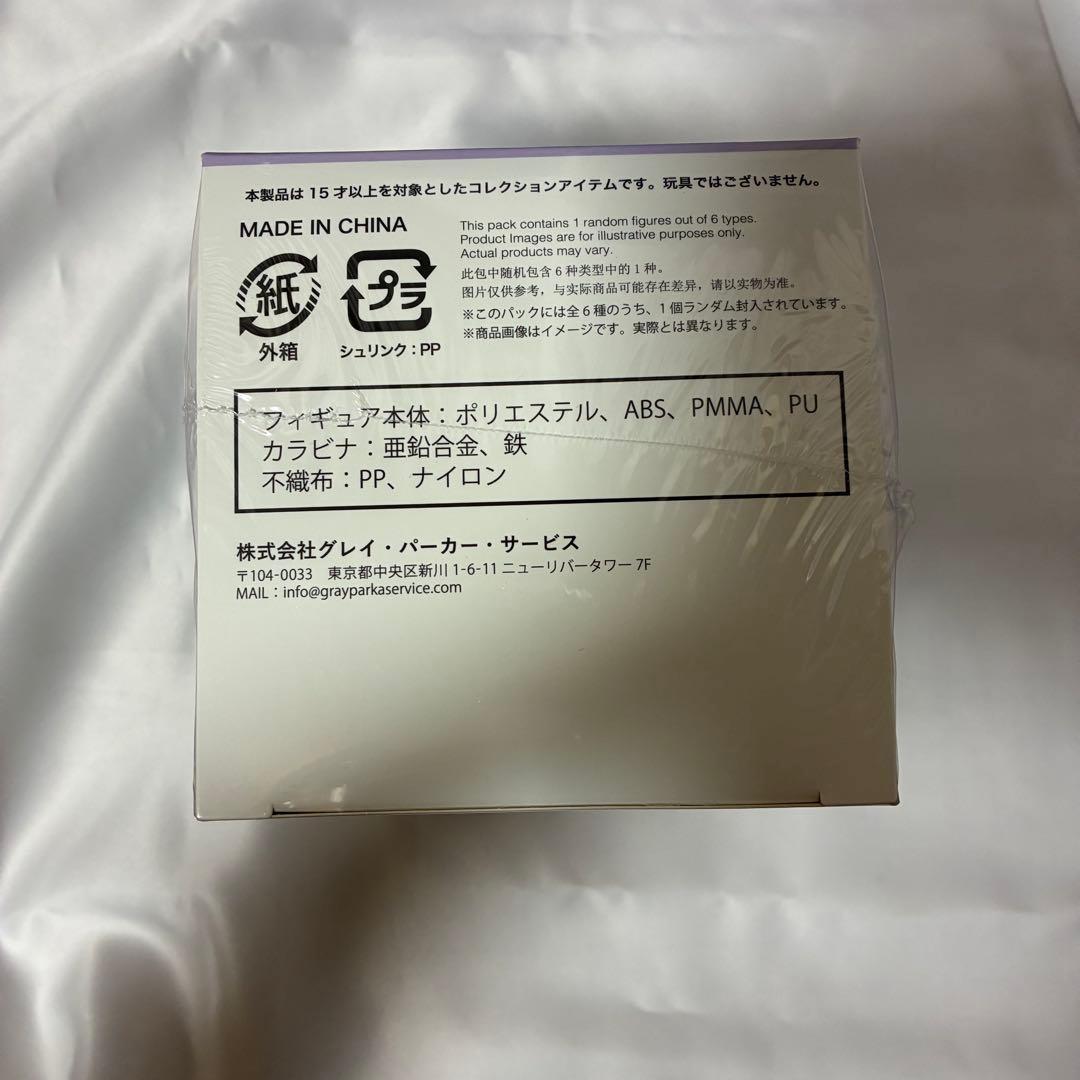 本製品は15才以上を対象としたコレクションアイテムです。玩具ではございません。
MADE IN CHINA
紙
外箱
プラ
シュリンク：PP
This pack contains 1 random figures out of 6 types.
Product Images are for illustrative purposes only.
Actual products may vary.
此包中随机包含 6 种类型中的 1 种。
图片仅供参考，与实际商品可能存在差异，请以实物为准。
※このパックには全6種のうち、1個ランダム封入されています。
※商品画像はイメージです。実際とは異なります。
フィギュア本体：ポリエステル、ABS、PMMA、PU
カラビナ：亜鉛合金、鉄
不織布：PP、ナイロン
株式会社グレイ・パーカー・サービス
〒104-0033　東京都中央区新川 1-6-11 ニューリバータワー 7F
MAIL：info@grayparkaservice.com